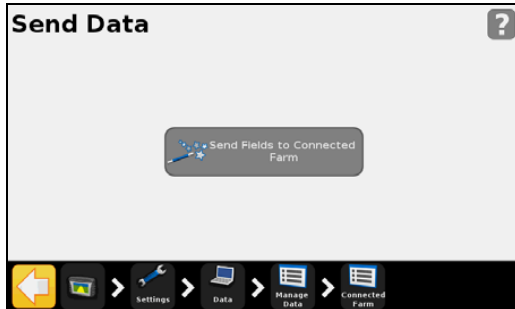 Send Data
?
Send Fields to Connected
Farm
Settings
Data
Manage
Data
Connected
Farm